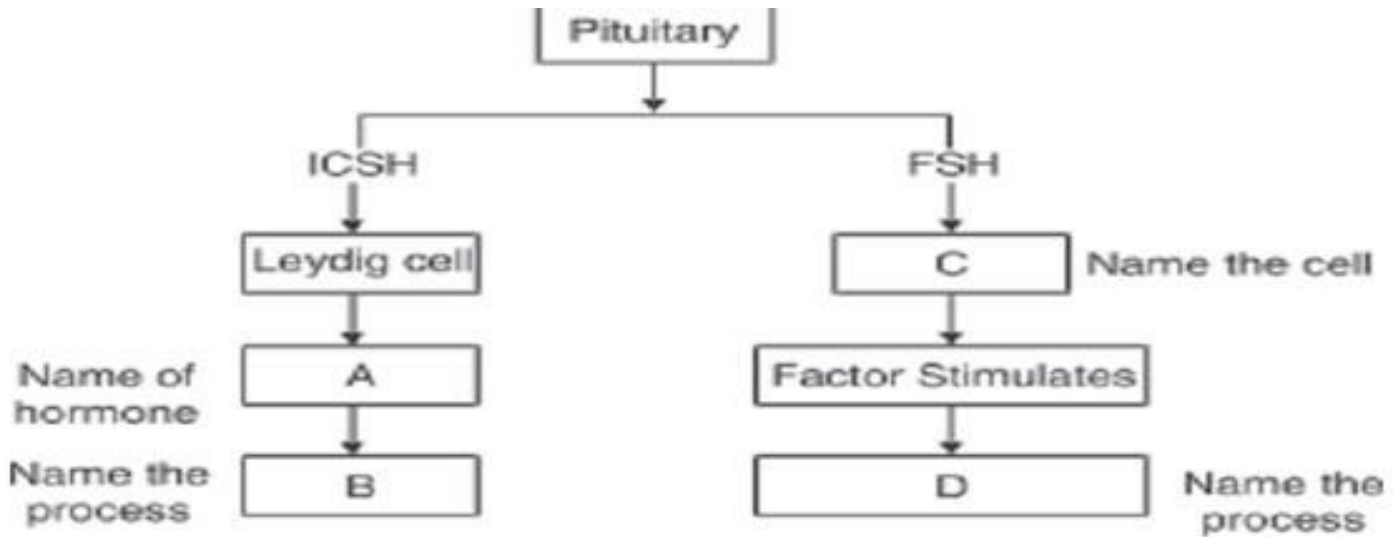 Pituitary
ICSH
FSH
Leydig cell
C
Name the cell
Name of
hormone
A
Factor Stimulates
Name the
process
B
D
Name the
process